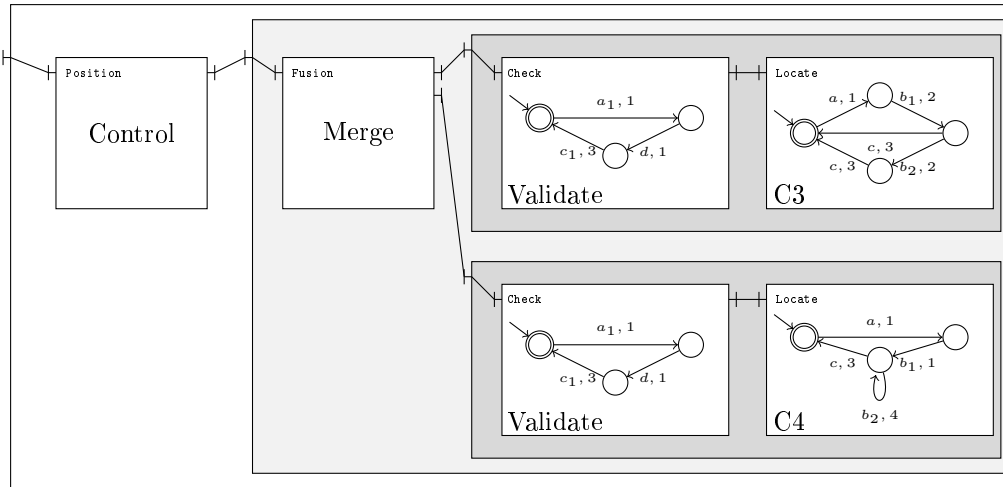 Position
Control
Fusion
Merge
Check
a₁, 1
c₁, 3
d, 1
Validate
Locate
a, 1
b₁, 2
c, 3
c, 3
b₂, 2
C3
Check
a₁, 1
c₁, 3
d, 1
Validate
Locate
a, 1
c, 3
b₁, 1
b₂, 4
C4